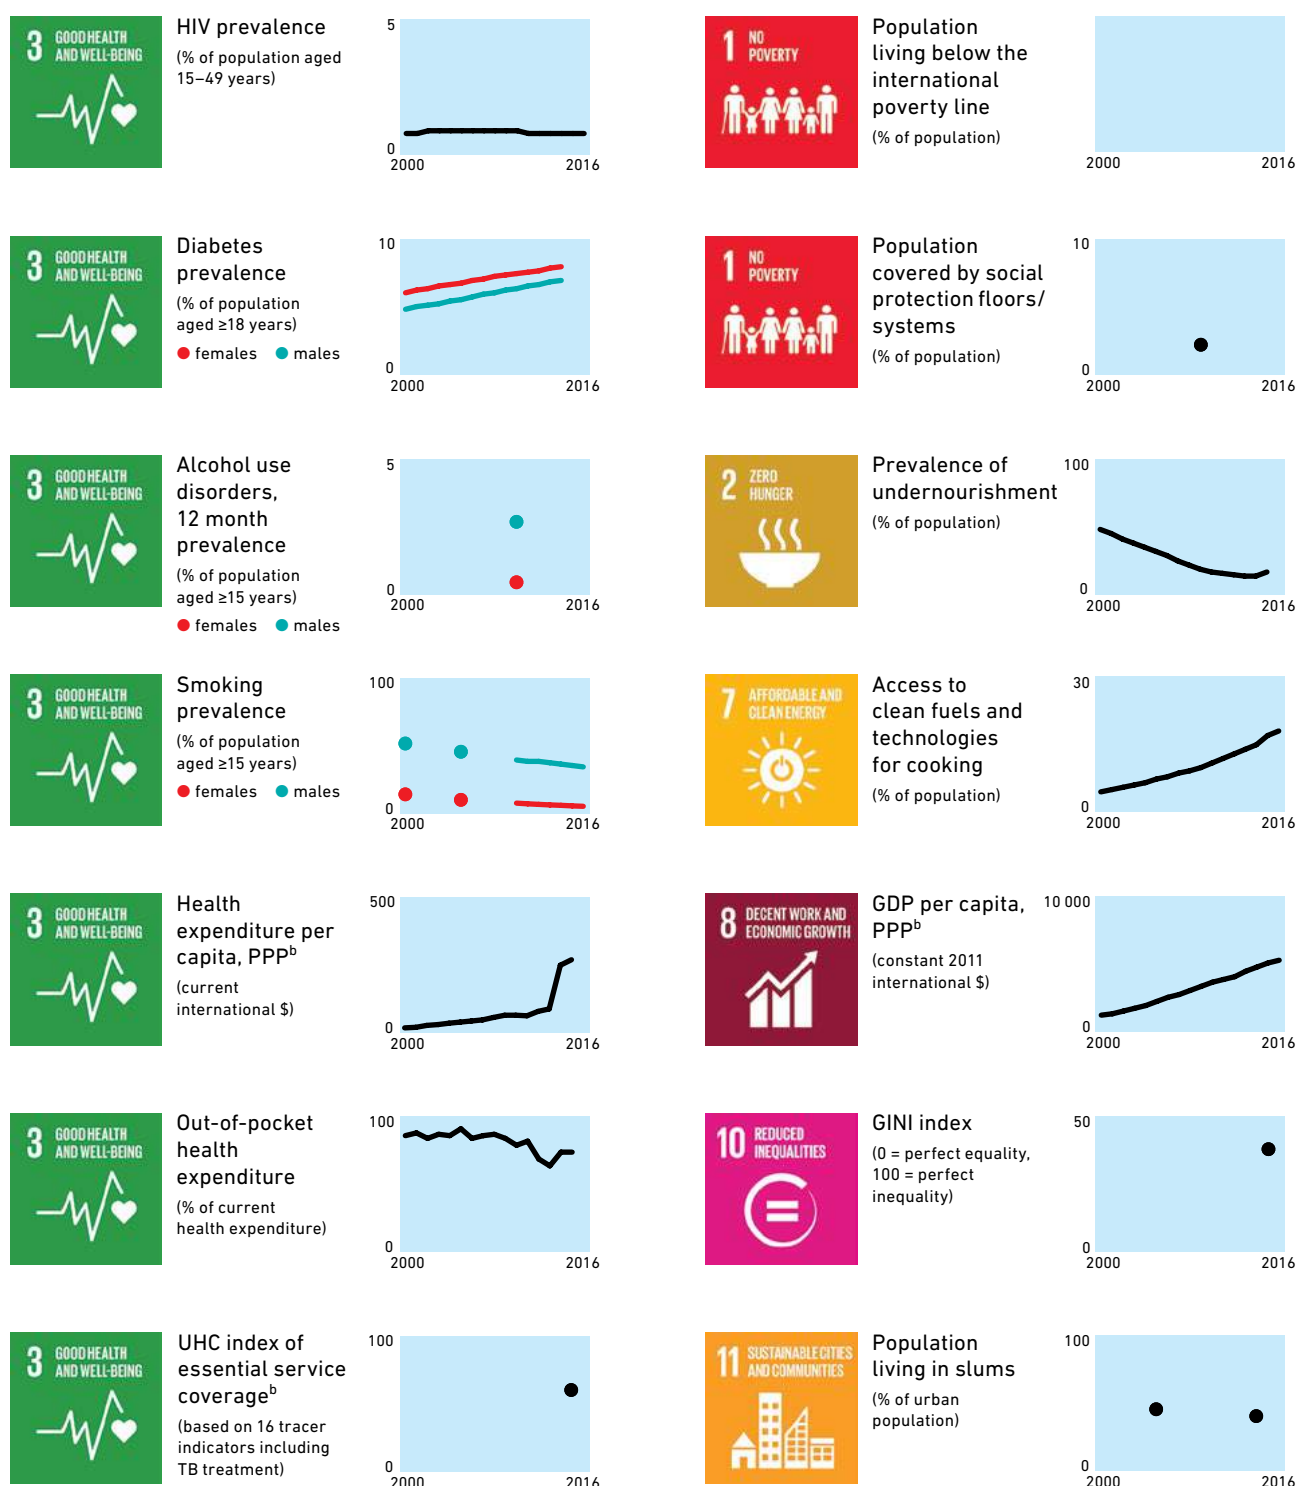 3 GOOD HEALTH
AND WELL-BEING
HIV prevalence
(% of population aged
15–49 years)
5
0
2000 2016
1 NO
POVERTY
Population
living below the
international
poverty line
(% of population)
2000 2016
3 GOOD HEALTH
AND WELL-BEING
Diabetes
prevalence
(% of population
aged ≥18 years)
females males
10
0
2000 2016
1 NO
POVERTY
Population
covered by social
protection floors/
systems
(% of population)
10
0
2000 2016
3 GOOD HEALTH
AND WELL-BEING
Alcohol use
disorders,
12 month
prevalence
(% of population
aged ≥15 years)
females males
5
0
2000 2016
2 ZERO
HUNGER
Prevalence of
undernourishment
(% of population)
100
0
2000 2016
3 GOOD HEALTH
AND WELL-BEING
Smoking
prevalence
(% of population
aged ≥15 years)
females males
100
0
2000 2016
7 AFFORDABLE AND
CLEAN ENERGY
Access to
clean fuels and
technologies
for cooking
(% of population)
30
0
2000 2016
3 GOOD HEALTH
AND WELL-BEING
Health
expenditure per
capita, PPPᵇ
(current
international $)
500
0
2000 2016
8 DECENT WORK AND
ECONOMIC GROWTH
GDP per capita,
PPPᵇ
(constant 2011
international $)
10 000
0
2000 2016
3 GOOD HEALTH
AND WELL-BEING
Out-of-pocket
health
expenditure
(% of current
health expenditure)
100
0
2000 2016
10 REDUCED
INEQUALITIES
GINI index
(0 = perfect equality,
100 = perfect
inequality)
50
0
2000 2016
3 GOOD HEALTH
AND WELL-BEING
UHC index of
essential service
coverageᵇ
(based on 16 tracer
indicators including
TB treatment)
100
0
2000 2016
11 SUSTAINABLE CITIES
AND COMMUNITIES
Population
living in slums
(% of urban
population)
100
0
2000 2016